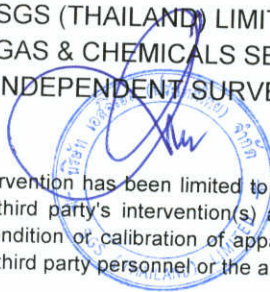 SGS (THAILAND) LIMIT
GAS & CHEMICALS SE
INDEPENDENT SURVE
rvention has been limited to
third party's intervention(s) a
ndition of calibration of appa
third party personnel or the a